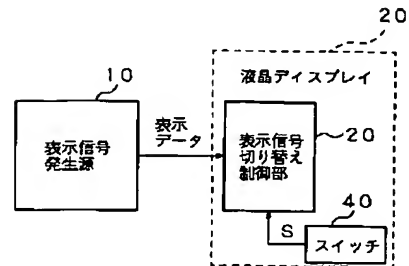 20
10
液晶ディスプレイ
表示信号
発生源
表示
データ
表示信号
切り替え
制御部
20
40
S
スイッチ